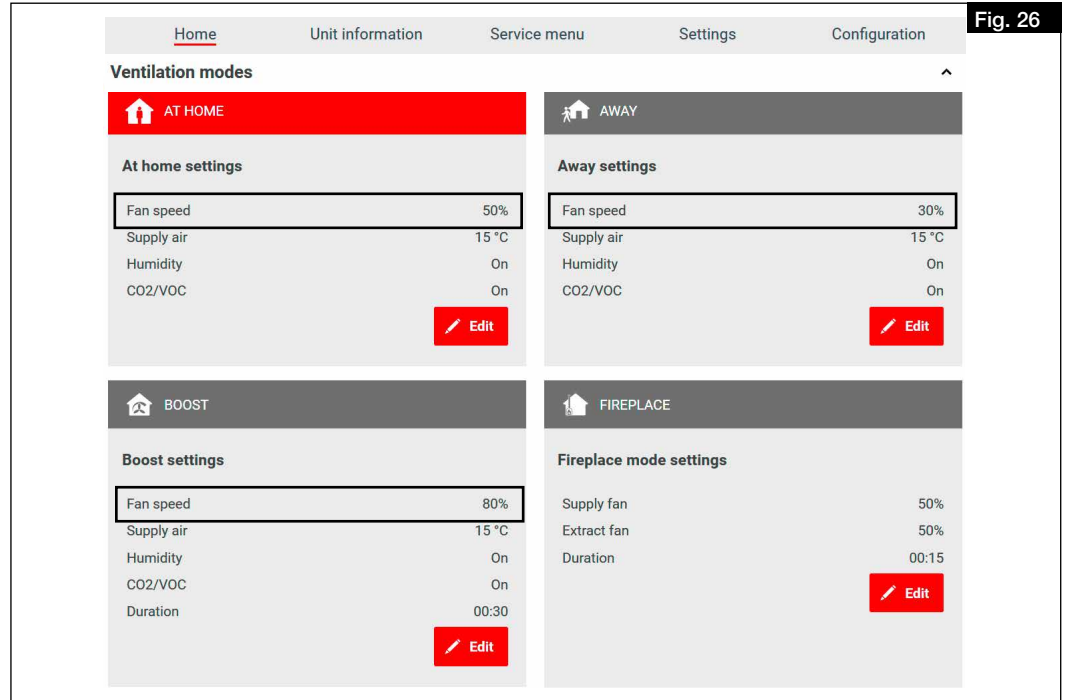 Fig. 26
Home Unit information Service menu Settings Configuration
Ventilation modes
AT HOME
At home settings
Fan speed 50%
Supply air 15 °C
Humidity On
CO2/VOC On
Edit
AWAY
Away settings
Fan speed 30%
Supply air 15 °C
Humidity On
CO2/VOC On
Edit
BOOST
Boost settings
Fan speed 80%
Supply air 15 °C
Humidity On
CO2/VOC On
Duration 00:30
Edit
FIREPLACE
Fireplace mode settings
Supply fan 50%
Extract fan 50%
Duration 00:15
Edit